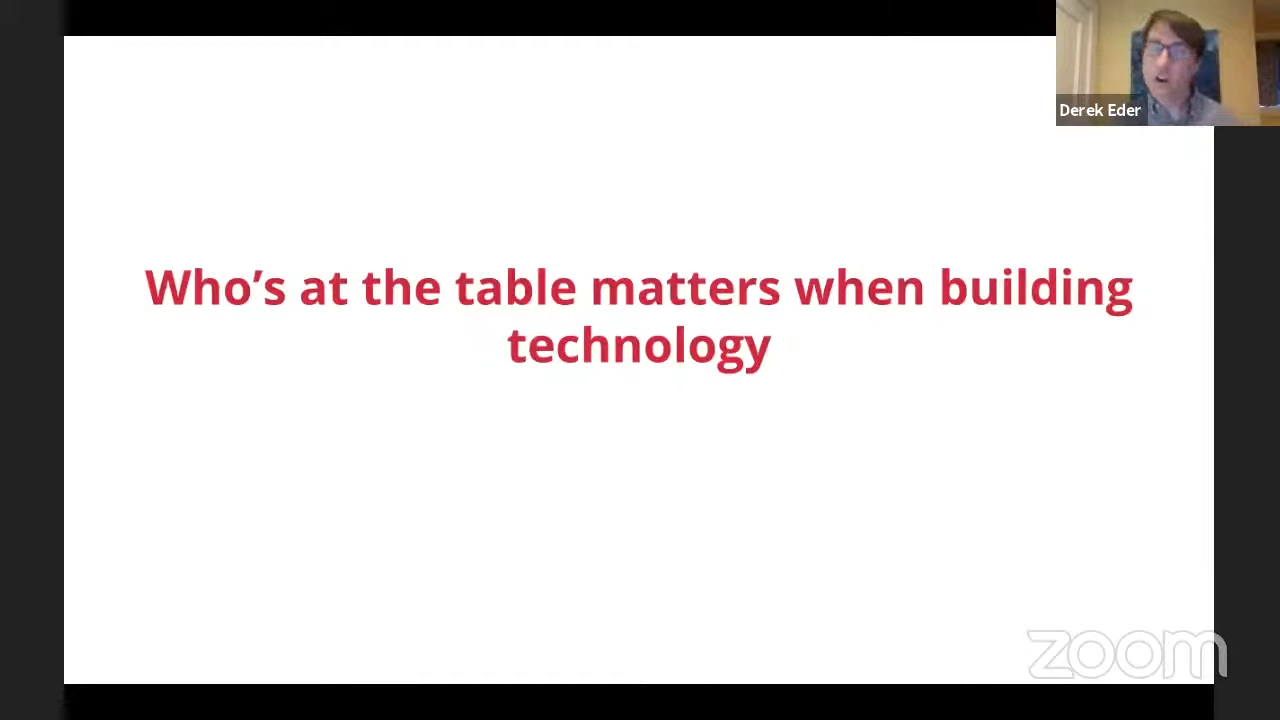 Derek Eder
Who’s at the table matters when building
technology
zoom